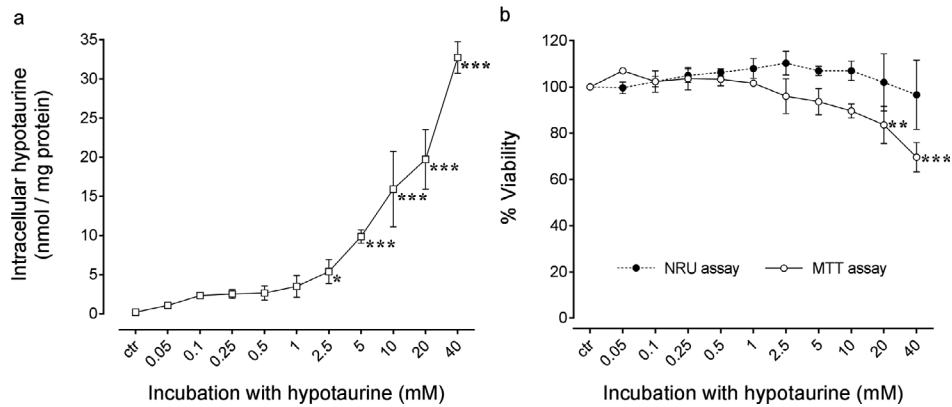 a
Intracellular hypotaurine
(nmol / mg protein)
35
30
25
20
15
10
5
0
***
***
***
***
*
ctr 0.05 0.1 0.25 0.5 1 2.5 5 10 20 40
Incubation with hypotaurine (mM)
b
% Viability
120
100
80
60
40
20
0
**
***
NRU assay MTT assay
ctr 0.05 0.1 0.25 0.5 1 2.5 5 10 20 40
Incubation with hypotaurine (mM)